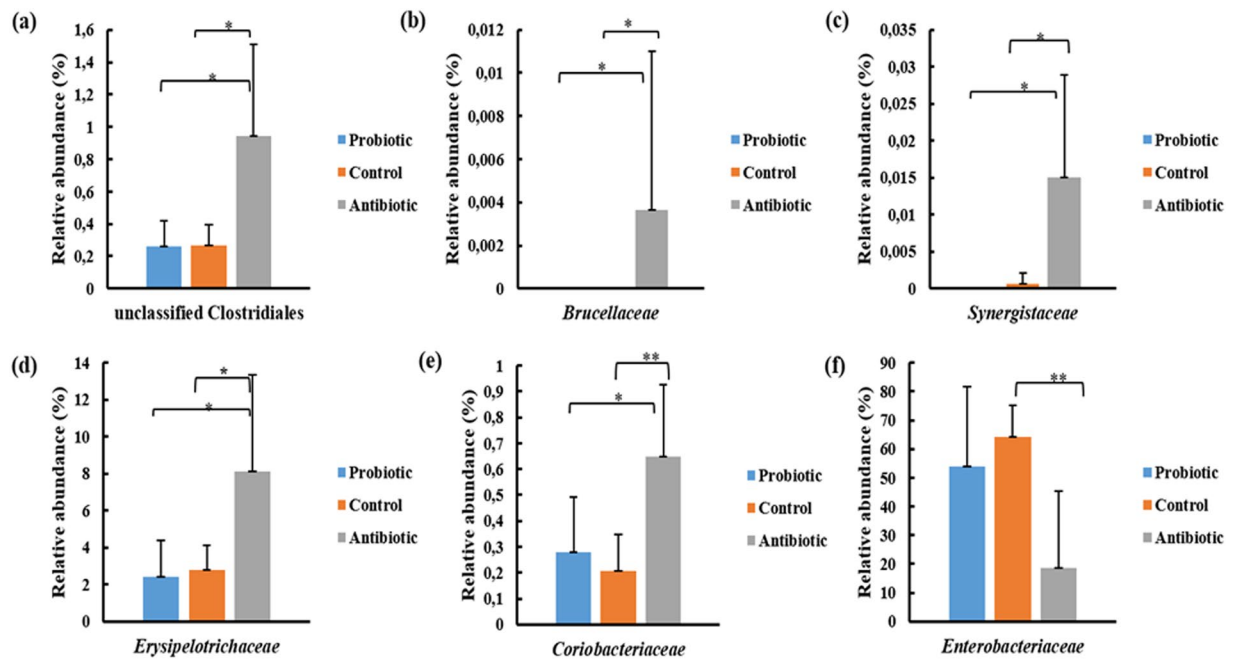 (a)
Relative abundance (%)
1,6
1,4
1,2
1
0,8
0,6
0,4
0,2
0
*
*
unclassified Clostridiales
Probiotic
Control
Antibiotic
(b)
Relative abundance (%)
0,012
0,01
0,008
0,006
0,004
0,002
0
*
*
Brucellaceae
Probiotic
Control
Antibiotic
(c)
Relative abundance (%)
0,035
0,03
0,025
0,02
0,015
0,01
0,005
0
*
*
Synergistaceae
Probiotic
Control
Antibiotic
(d)
Relative abundance (%)
14
12
10
8
6
4
2
0
*
*
Erysipelotrichaceae
Probiotic
Control
Antibiotic
(e)
Relative abundance (%)
1
0,9
0,8
0,7
0,6
0,5
0,4
0,3
0,2
0,1
0
**
*
Coriobacteriaceae
Probiotic
Control
Antibiotic
(f)
Relative abundance (%)
90
80
70
60
50
40
30
20
10
0
**
Enterobacteriaceae
Probiotic
Control
Antibiotic